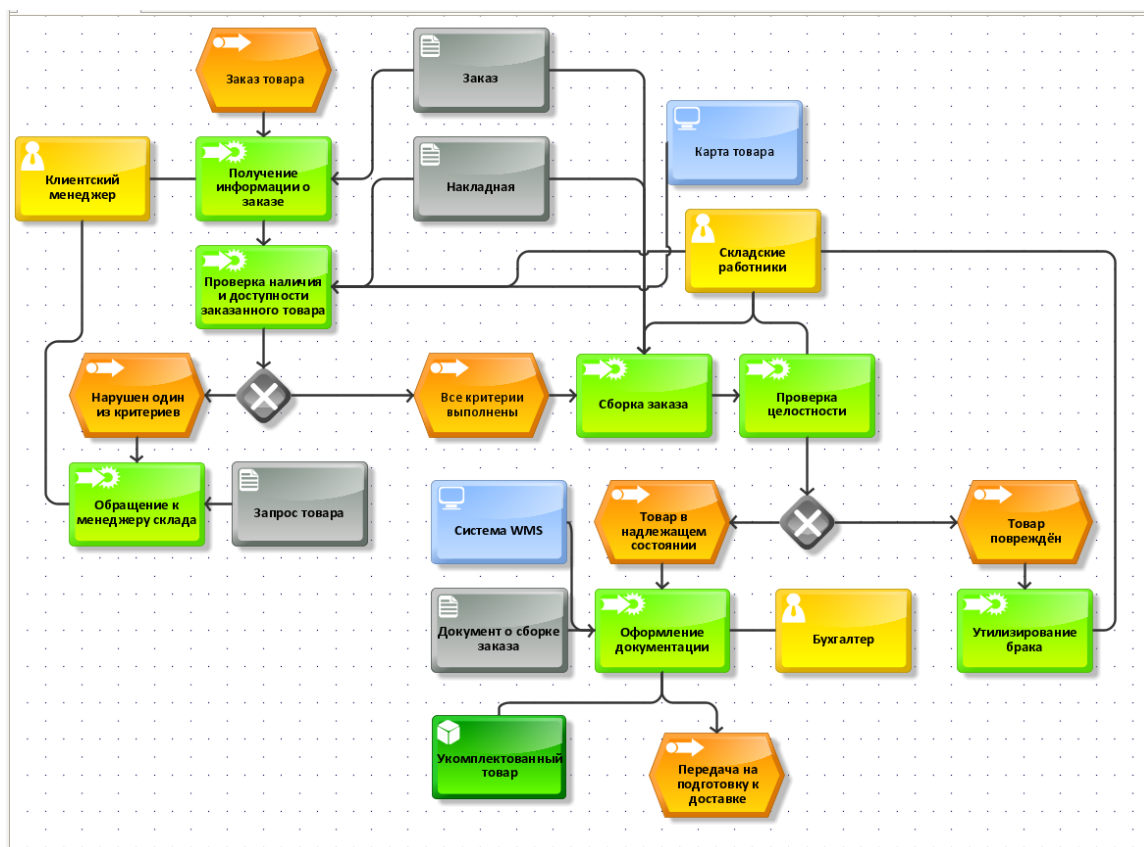 Заказ товара
Заказ
Карта товара
Клиентский
менеджер
Получение
информации о
заказе
Накладная
Складские
работники
Проверка наличия
и доступности
заказанного товара
Нарушен один
из критериев
Все критерии
выполнены
Сборка заказа
Проверка
целостности
Обращение к
менеджеру склада
Запрос товара
Система WMS
Товар в
надлежащем
состоянии
Товар
повреждён
Документ о сборке
заказа
Оформление
документации
Бухгалтер
Утилизирование
брака
Укомплектованный
товар
Передача на
подготовку к
доставке